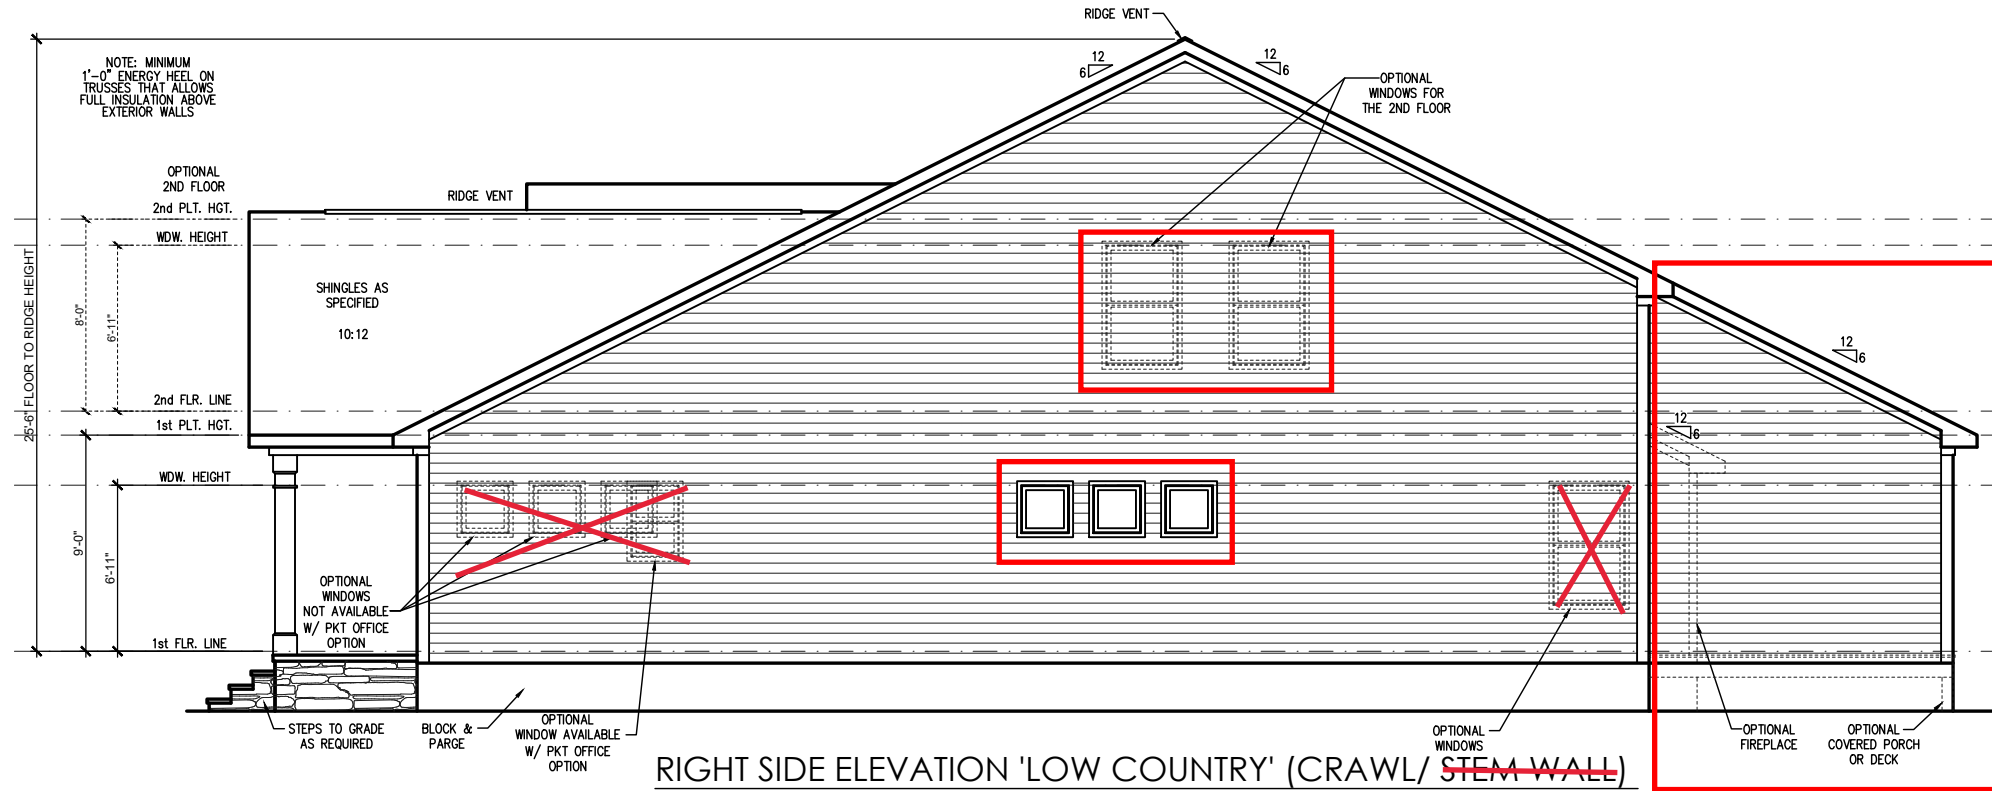 RIDGE VENT
12
6
12
6
NOTE: MINIMUM
1'-0" ENERGY HEEL ON
TRUSSES THAT ALLOWS
FULL INSULATION ABOVE
EXTERIOR WALLS
OPTIONAL
WINDOWS FOR
THE 2ND FLOOR
OPTIONAL
2ND FLOOR
2nd PLT. HGT.
RIDGE VENT
WDW. HEIGHT
25'-6" FLOOR TO RIDGE HEIGHT
8'-0"
6'-11"
SHINGLES AS
SPECIFIED
10:12
12
6
2nd FLR. LINE
1st PLT. HGT.
12
6
WDW. HEIGHT
9'-0"
6'-11"
OPTIONAL
WINDOWS
NOT AVAILABLE
W/ PKT OFFICE
OPTION
1st FLR. LINE
STEPS TO GRADE
AS REQUIRED
BLOCK &
PARGE
OPTIONAL
WINDOW AVAILABLE
W/ PKT OFFICE
OPTION
OPTIONAL
WINDOWS
OPTIONAL
FIREPLACE
OPTIONAL
COVERED PORCH
OR DECK
RIGHT SIDE ELEVATION 'LOW COUNTRY' (CRAWL/ STEM WALL)